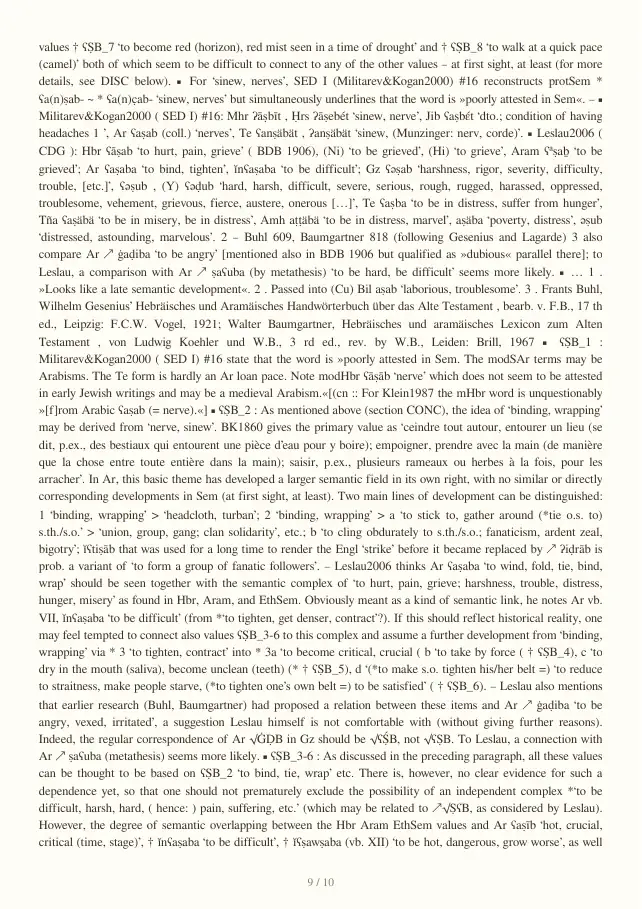 values † ʕṢB_7 ‘to become red (horizon), red mist seen in a time of drought’ and † ʕṢB_8 ‘to walk at a quick pace
(camel)’ both of which seem to be difficult to connect to any of the other values – at first sight, at least (for more
details, see DISC below). ▪ For ‘sinew, nerves’, SED I (Militarev&Kogan2000) #16 reconstructs protSem *
ʕa(n)ṣab- ~ * ʕa(n)c̣ab- ‘sinew, nerves’ but simultaneously underlines that the word is »poorly attested in Sem«. – ▪
Militarev&Kogan2000 ( SED I) #16: Mhr ʔāṣbīt , Ḥrs ʔāṣebét ‘sinew, nerve’, Jib ʕaṣbét ‘dto.; condition of having
headaches 1 ’, Ar ʕaṣab (coll.) ‘nerves’, Te ʕanṣäbät , ʔanṣäbät ‘sinew, (Munzinger: nerv, corde)’. ▪ Leslau2006 (
CDG ): Hbr ʕāṣab ‘to hurt, pain, grieve’ ( BDB 1906), (Ni) ‘to be grieved’, (Hi) ‘to grieve’, Aram ʕᵃṣaḇ ‘to be
grieved’; Ar ʕaṣaba ‘to bind, tighten’, ĭnʕaṣaba ‘to be difficult’; Gz ʕəṣab ‘harshness, rigor, severity, difficulty,
trouble, [etc.]’, ʕəṣub , (Y) ʕəḍub ‘hard, harsh, difficult, severe, serious, rough, rugged, harassed, oppressed,
troublesome, vehement, grievous, fierce, austere, onerous […]’, Te ʕaṣba ‘to be in distress, suffer from hunger’,
Tña ʕaṣäbä ‘to be in misery, be in distress’, Amh aṭṭäbä ‘to be in distress, marvel’, aṣäba ‘poverty, distress’, əṣub
‘distressed, astounding, marvelous’. 2 – Buhl 609, Baumgartner 818 (following Gesenius and Lagarde) 3 also
compare Ar ↗ ġaḍiba ‘to be angry’ [mentioned also in BDB 1906 but qualified as »dubious« parallel there]; to
Leslau, a comparison with Ar ↗ ṣaʕuba (by metathesis) ‘to be hard, be difficult’ seems more likely. ▪ … 1 .
»Looks like a late semantic development«. 2 . Passed into (Cu) Bil aṣab ‘laborious, troublesome’. 3 . Frants Buhl,
Wilhelm Gesenius’ Hebräisches und Aramäisches Handwörterbuch über das Alte Testament , bearb. v. F.B., 17 th
ed., Leipzig: F.C.W. Vogel, 1921; Walter Baumgartner, Hebräisches und aramäisches Lexicon zum Alten
Testament , von Ludwig Koehler und W.B., 3 rd ed., rev. by W.B., Leiden: Brill, 1967 ▪ ʕṢB_1 :
Militarev&Kogan2000 ( SED I) #16 state that the word is »poorly attested in Sem. The modSAr terms may be
Arabisms. The Te form is hardly an Ar loan pace. Note modHbr ʕāṣāb ‘nerve’ which does not seem to be attested
in early Jewish writings and may be a medieval Arabism.«[(cn :: For Klein1987 the mHbr word is unquestionably
»[f]rom Arabic ʕaṣab (= nerve).«] ▪ ʕṢB_2 : As mentioned above (section CONC), the idea of ‘binding, wrapping’
may be derived from ‘nerve, sinew’. BK1860 gives the primary value as ‘ceindre tout autour, entourer un lieu (se
dit, p.ex., des bestiaux qui entourent une pièce d’eau pour y boire); empoigner, prendre avec la main (de manière
que la chose entre toute entière dans la main); saisir, p.ex., plusieurs rameaux ou herbes à la fois, pour les
arracher’. In Ar, this basic theme has developed a larger semantic field in its own right, with no similar or directly
corresponding developments in Sem (at first sight, at least). Two main lines of development can be distinguished:
1 ‘binding, wrapping’ > ‘headcloth, turban’; 2 ‘binding, wrapping’ > a ‘to stick to, gather around (*tie o.s. to)
s.th./s.o.’ > ‘union, group, gang; clan solidarity’, etc.; b ‘to cling obdurately to s.th./s.o.; fanaticism, ardent zeal,
bigotry’; ĭʕtiṣāb that was used for a long time to render the Engl ‘strike’ before it became replaced by ↗ ʔiḍrāb is
prob. a variant of ‘to form a group of fanatic followers’. – Leslau2006 thinks Ar ʕaṣaba ‘to wind, fold, tie, bind,
wrap’ should be seen together with the semantic complex of ‘to hurt, pain, grieve; harshness, trouble, distress,
hunger, misery’ as found in Hbr, Aram, and EthSem. Obviously meant as a kind of semantic link, he notes Ar vb.
VII, ĭnʕaṣaba ‘to be difficult’ (from *‘to tighten, get denser, contract’?). If this should reflect historical reality, one
may feel tempted to connect also values ʕṢB_3-6 to this complex and assume a further development from ‘binding,
wrapping’ via * 3 ‘to tighten, contract’ into * 3a ‘to become critical, crucial ( b ‘to take by force ( † ʕṢB_4), c ‘to
dry in the mouth (saliva), become unclean (teeth) (* † ʕṢB_5), d ‘(*to make s.o. tighten his/her belt =) ‘to reduce
to straitness, make people starve, (*to tighten one’s own belt =) to be satisfied’ ( † ʕṢB_6). – Leslau also mentions
that earlier research (Buhl, Baumgartner) had proposed a relation between these items and Ar ↗ ġaḍiba ‘to be
angry, vexed, irritated’, a suggestion Leslau himself is not comfortable with (without giving further reasons).
Indeed, the regular correspondence of Ar √ĠḌB in Gz should be √ʕṢ́B, not √ʕṢB. To Leslau, a connection with
Ar ↗ ṣaʕuba (metathesis) seems more likely. ▪ ʕṢB_3-6 : As discussed in the preceding paragraph, all these values
can be thought to be based on ʕṢB_2 ‘to bind, tie, wrap’ etc. There is, however, no clear evidence for such a
dependence yet, so that one should not prematurely exclude the possibility of an independent complex *‘to be
difficult, harsh, hard, ( hence: ) pain, suffering, etc.’ (which may be related to ↗√ṢʕB, as considered by Leslau).
However, the degree of semantic overlapping between the Hbr Aram EthSem values and Ar ʕaṣīb ‘hot, crucial,
critical (time, stage)’, † ĭnʕaṣaba ‘to be difficult’, † ĭʕṣawṣaba (vb. XII) ‘to be hot, dangerous, grow worse’, as well
9 / 10